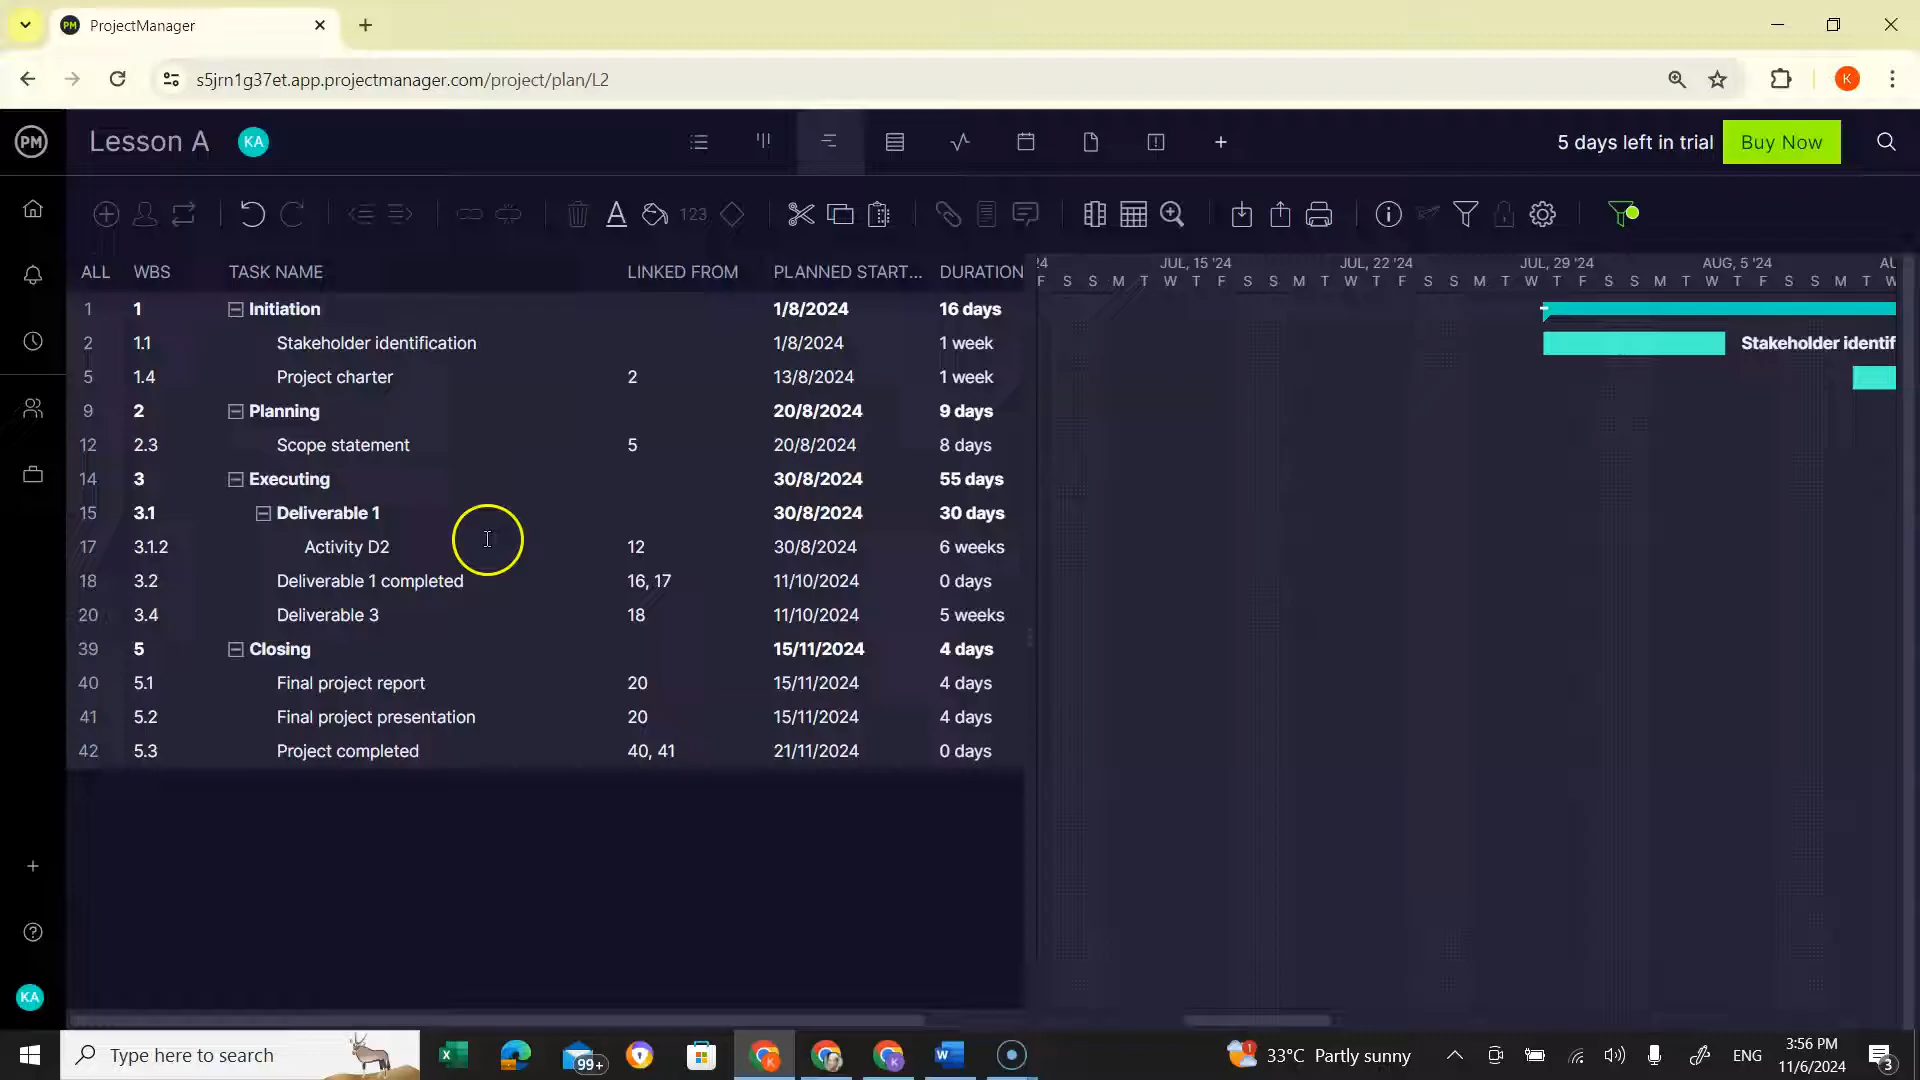 PM ProjectManager
s5jrn1g37et.app.projectmanager.com/project/plan/L2
K
PM Lesson A KA 5 days left in trial Buy Now
123
ALL WBS TASK NAME LINKED FROM PLANNED START... DURATION
JUL, 15 '24 JUL, 22 '24 JUL, 29 '24 AUG, 5 '24
F S S M T W T F S S M T W T F S S M T W T F S S M T W T F S S M T W
1 1 Initiation 1/8/2024 16 days
2 1.1 Stakeholder identification 1/8/2024 1 week Stakeholder identif
5 1.4 Project charter 2 13/8/2024 1 week
9 2 Planning 20/8/2024 9 days
12 2.3 Scope statement 5 20/8/2024 8 days
14 3 Executing 30/8/2024 55 days
15 3.1 Deliverable 1 30/8/2024 30 days
17 3.1.2 Activity D2 12 30/8/2024 6 weeks
18 3.2 Deliverable 1 completed 16, 17 11/10/2024 0 days
20 3.4 Deliverable 3 18 11/10/2024 5 weeks
39 5 Closing 15/11/2024 4 days
40 5.1 Final project report 20 15/11/2024 4 days
41 5.2 Final project presentation 20 15/11/2024 4 days
42 5.3 Project completed 40, 41 21/11/2024 0 days
KA
Type here to search 99+ 33°C Partly sunny ENG 3:56 PM
11/6/2024 3